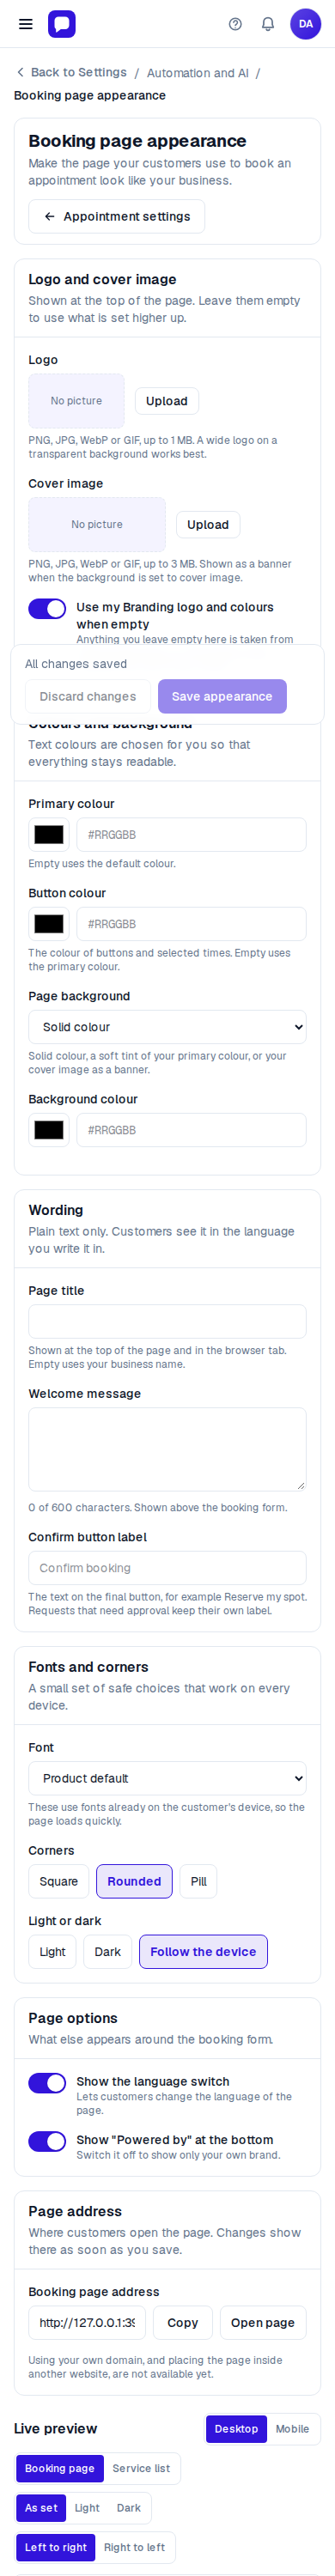 DA
Back to Settings / Automation and AI /
Booking page appearance
Booking page appearance
Make the page your customers use to book an
appointment look like your business.
← Appointment settings
Logo and cover image
Shown at the top of the page. Leave them empty
to use what is set higher up.
Logo
No picture
Upload
PNG, JPG, WebP or GIF, up to 1 MB. A wide logo on a
transparent background works best.
Cover image
No picture
Upload
PNG, JPG, WebP or GIF, up to 3 MB. Shown as a banner
when the background is set to cover image.
Use my Branding logo and colours
when empty
Anything you leave empty here is taken from
All changes saved
Discard changes
Save appearance
Colours and background
Text colours are chosen for you so that
everything stays readable.
Primary colour
#RRGGBB
Empty uses the default colour.
Button colour
#RRGGBB
The colour of buttons and selected times. Empty uses
the primary colour.
Page background
Solid colour
Solid colour, a soft tint of your primary colour, or your
cover image as a banner.
Background colour
#RRGGBB
Wording
Plain text only. Customers see it in the language
you write it in.
Page title
Shown at the top of the page and in the browser tab.
Empty uses your business name.
Welcome message
0 of 600 characters. Shown above the booking form.
Confirm button label
Confirm booking
The text on the final button, for example Reserve my spot.
Requests that need approval keep their own label.
Fonts and corners
A small set of safe choices that work on every
device.
Font
Product default
These use fonts already on the customer's device, so the
page loads quickly.
Corners
Square
Rounded
Pill
Light or dark
Light
Dark
Follow the device
Page options
What else appears around the booking form.
Show the language switch
Lets customers change the language of the
page.
Show "Powered by" at the bottom
Switch it off to show only your own brand.
Page address
Where customers open the page. Changes show
there as soon as you save.
Booking page address
http://127.0.0.1:39
Copy
Open page
Using your own domain, and placing the page inside
another website, are not available yet.
Live preview
Desktop
Mobile
Booking page
Service list
As set
Light
Dark
Left to right
Right to left